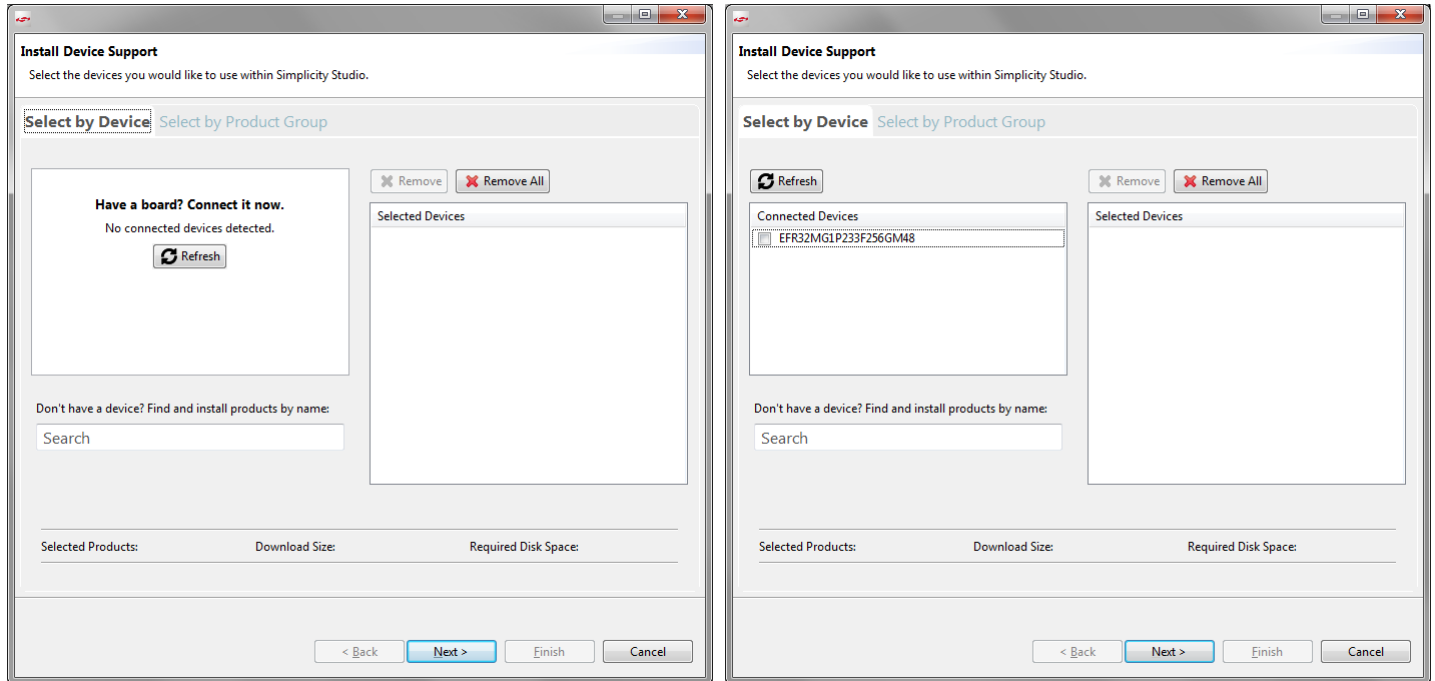 Install Device Support
Select the devices you would like to use within Simplicity Studio.
Select by Device Select by Product Group
Have a board? Connect it now.
No connected devices detected.
Refresh
Remove Remove All
Selected Devices
Don't have a device? Find and install products by name:
Search
Selected Products: Download Size: Required Disk Space:
< Back Next > Finish Cancel
Install Device Support
Select the devices you would like to use within Simplicity Studio.
Select by Device Select by Product Group
Refresh
Connected Devices
EFR32MG1P233F256GM48
Remove Remove All
Selected Devices
Don't have a device? Find and install products by name:
Search
Selected Products: Download Size: Required Disk Space:
< Back Next > Finish Cancel